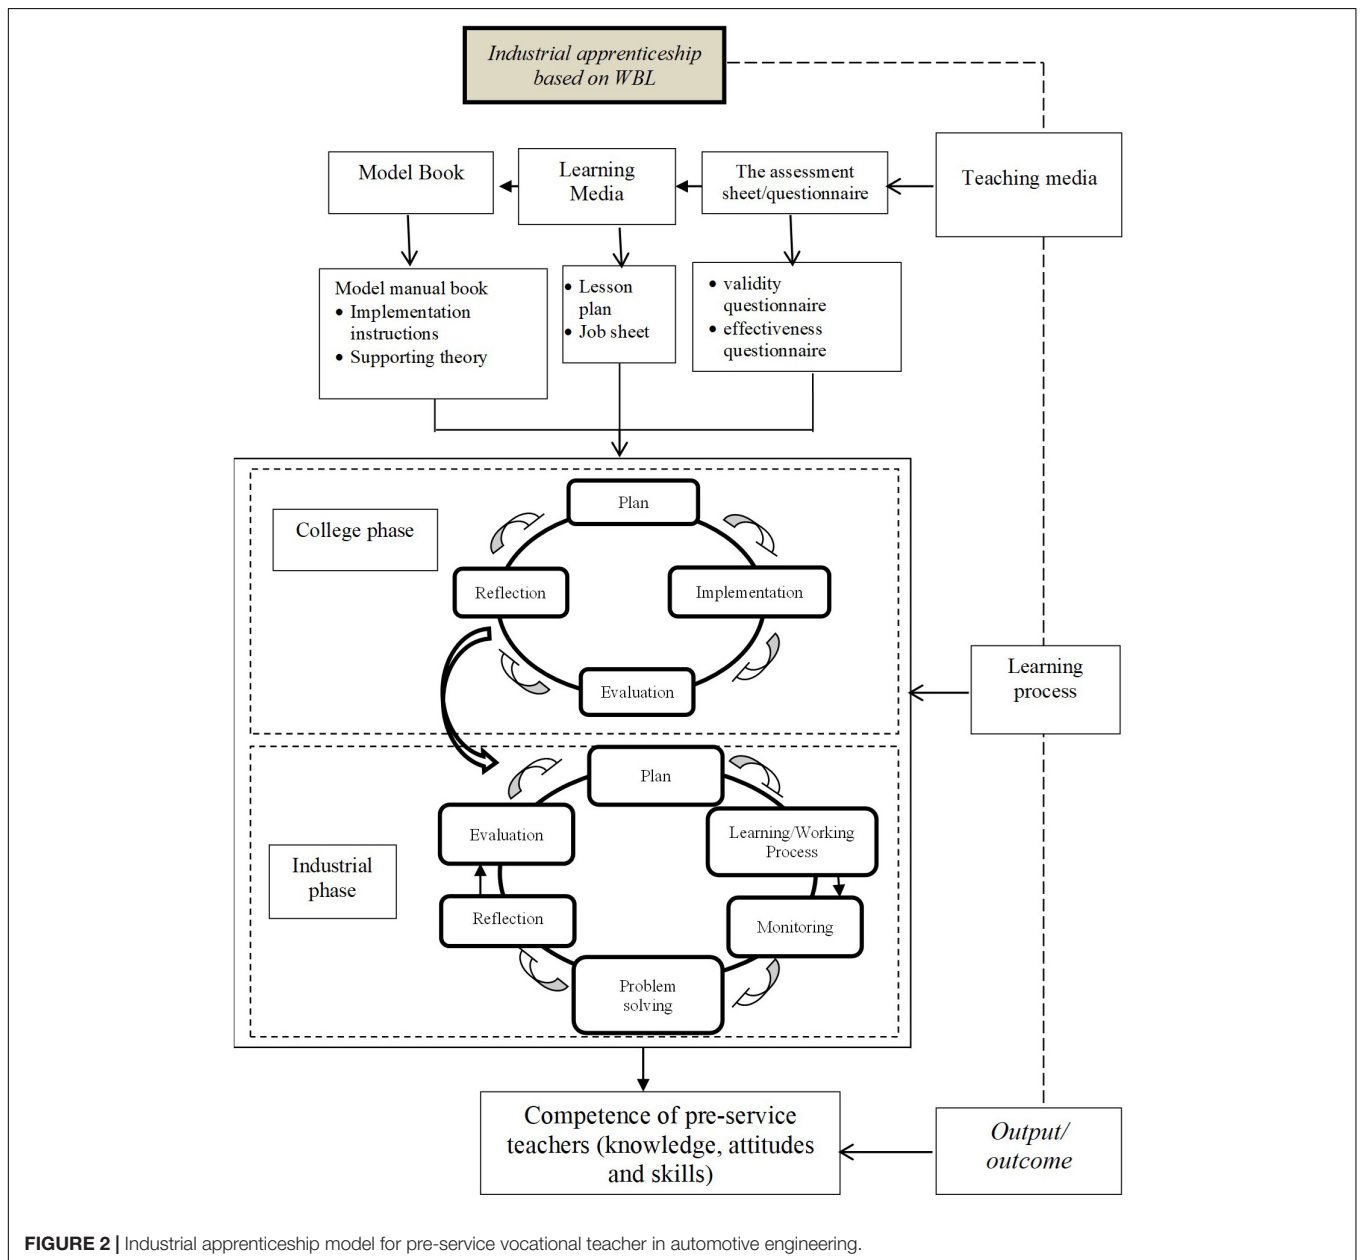 Industrial apprenticeship
based on WBL
Model Book
Learning
Media
The assessment
sheet/questionnaire
Teaching media
Model manual book
• Implementation
instructions
• Supporting theory
• Lesson
plan
• Job sheet
• validity
questionnaire
• effectiveness
questionnaire
College phase
Plan
Reflection
Implementation
Evaluation
Learning
process
Industrial
phase
Plan
Evaluation
Learning/Working
Process
Reflection
Monitoring
Problem
solving
Competence of pre-service
teachers (knowledge, attitudes
and skills)
Output/
outcome
FIGURE 2 | Industrial apprenticeship model for pre-service vocational teacher in automotive engineering.